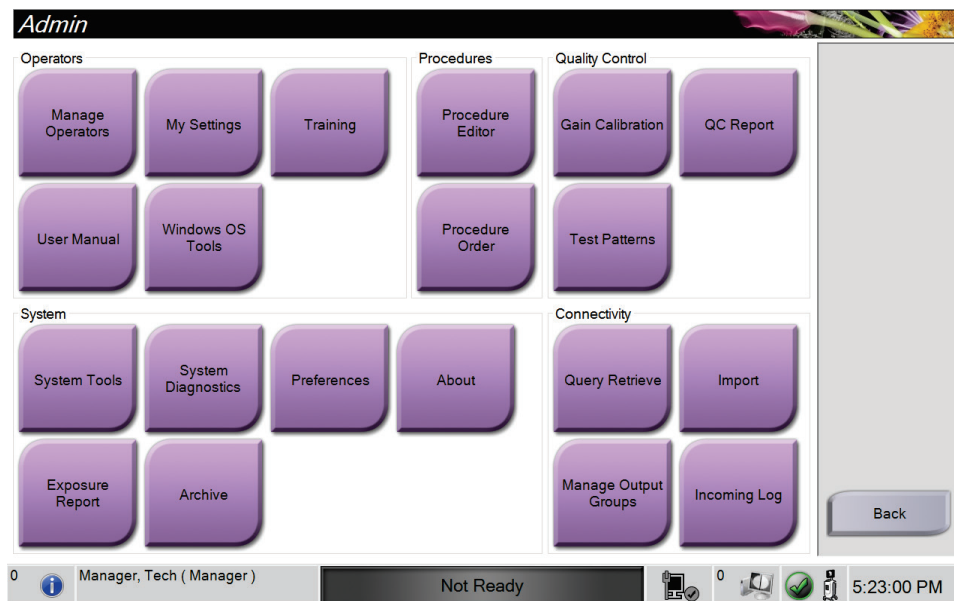 Admin
Operators
Manage
Operators
My Settings
Training
User Manual
Windows OS
Tools
Procedures
Procedure
Editor
Procedure
Order
Quality Control
Gain Calibration
QC Report
Test Patterns
System
System Tools
System
Diagnostics
Preferences
About
Exposure
Report
Archive
Connectivity
Query Retrieve
Import
Manage Output
Groups
Incoming Log
Back
0
Manager, Tech ( Manager )
Not Ready
0
5:23:00 PM